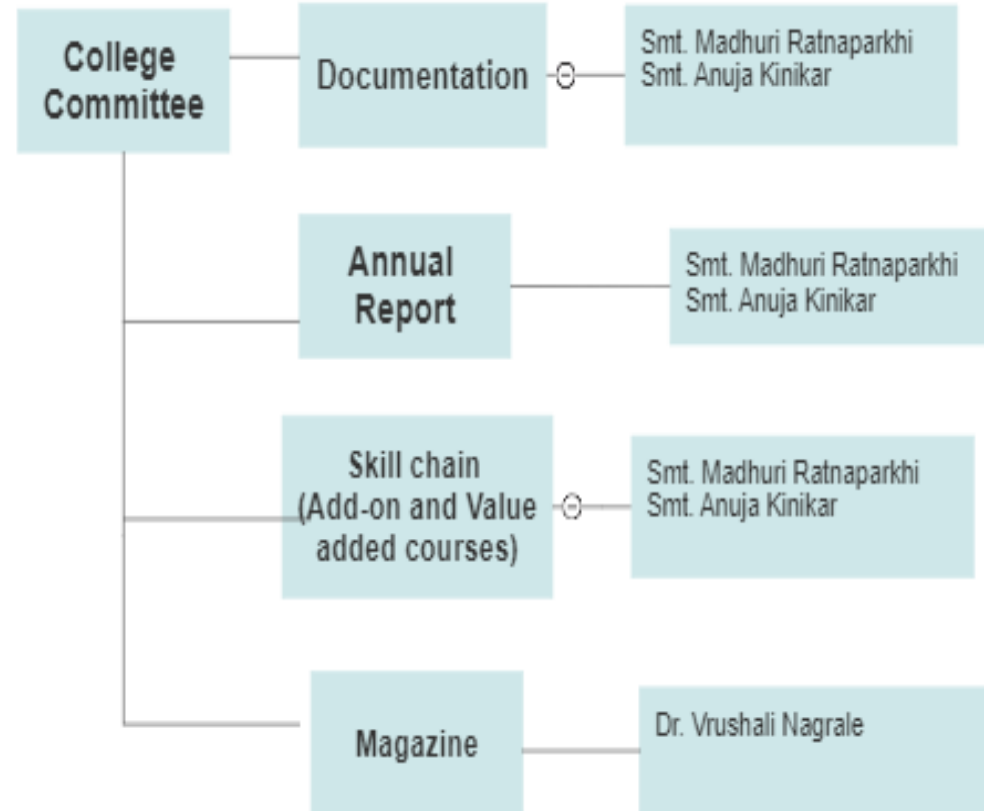 College
Committee
Documentation
Smt. Madhuri Ratnaparkhi
Smt. Anuja Kinikar
Annual
Report
Smt. Madhuri Ratnaparkhi
Smt. Anuja Kinikar
Skill chain
(Add-on and Value
added courses)
Smt. Madhuri Ratnaparkhi
Smt. Anuja Kinikar
Magazine
Dr. Vrushali Nagrale